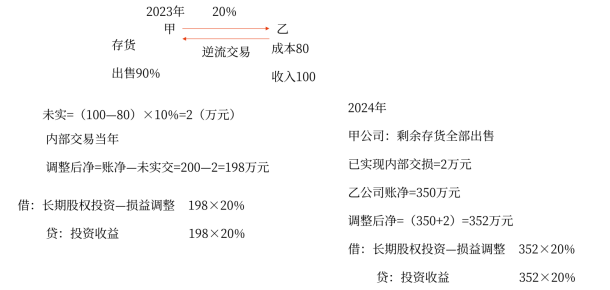 2023年 20%
甲 乙
存货 逆流交易 成本80
出售90% 收入100
未实=（100—80）×10%=2（万元）
内部交易当年
调整后净=账净—未实交=200—2=198万元
借：长期股权投资—损益调整 198×20%
贷：投资收益 198×20%
2024年
甲公司：剩余存货全部出售
已实现内部交损=2万元
乙公司账净=350万元
调整后净=（350+2）=352万元
借：长期股权投资—损益调整 352×20%
贷：投资收益 352×20%